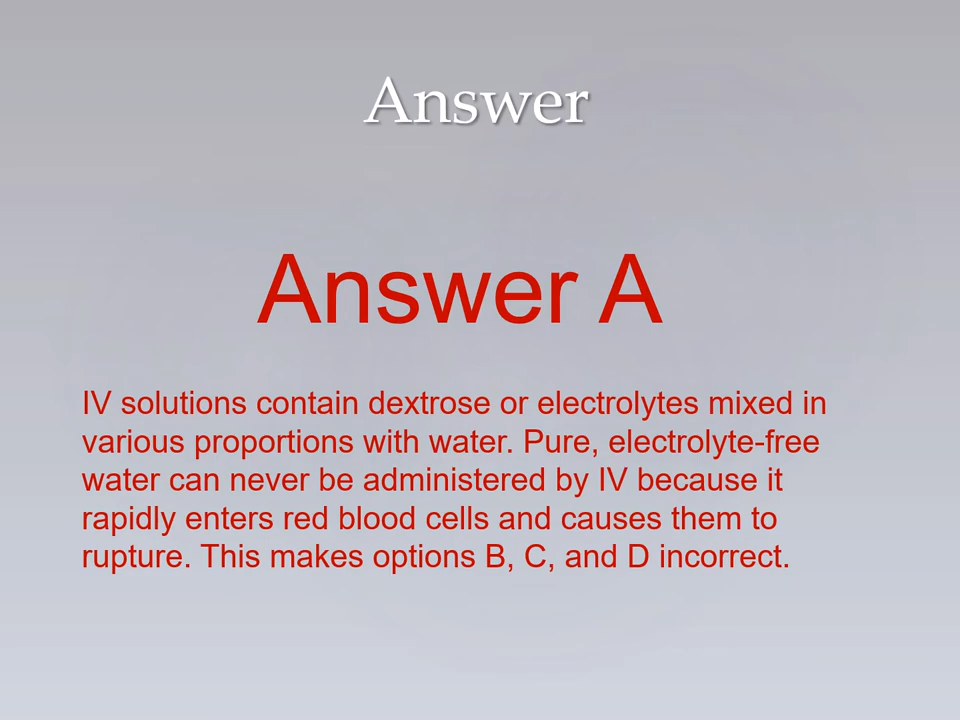 Answer
Answer A
IV solutions contain dextrose or electrolytes mixed in
various proportions with water. Pure, electrolyte-free
water can never be administered by IV because it
rapidly enters red blood cells and causes them to
rupture. This makes options B, C, and D incorrect.